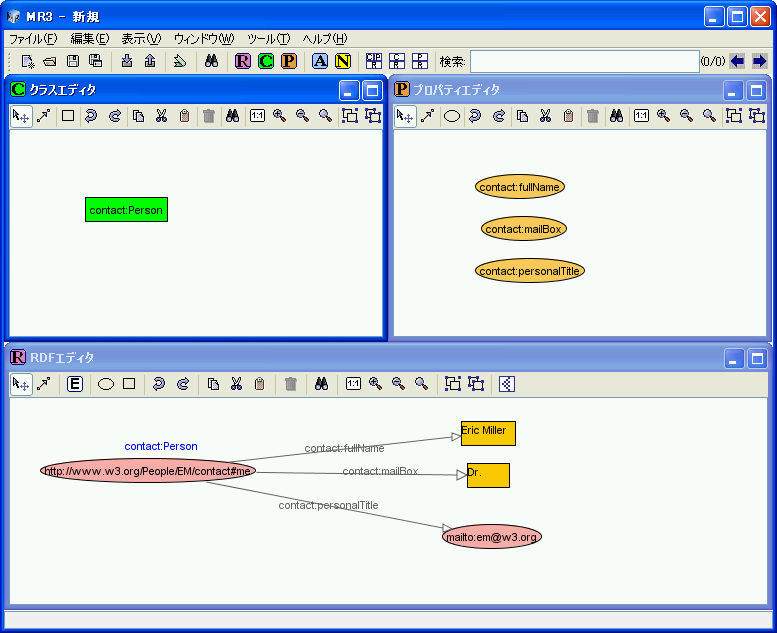 MR3 - 新規
ファイル(F) 編集(E) 表示(V) ウィンドウ(W) ツール(T) ヘルプ(H)
R C P A N C|P R C R P R 検索: (0/0)
C クラスエディタ
1:1
contact:Person
P プロパティエディタ
1:1
contact:fullName
contact:mailBox
contact:personalTitle
R RDFエディタ
E 1:1
contact:Person
http://www.w3.org/People/EM/contact#me
contact:fullName
Eric Miller
contact:mailBox
Dr.
contact:personalTitle
mailto:em@w3.org